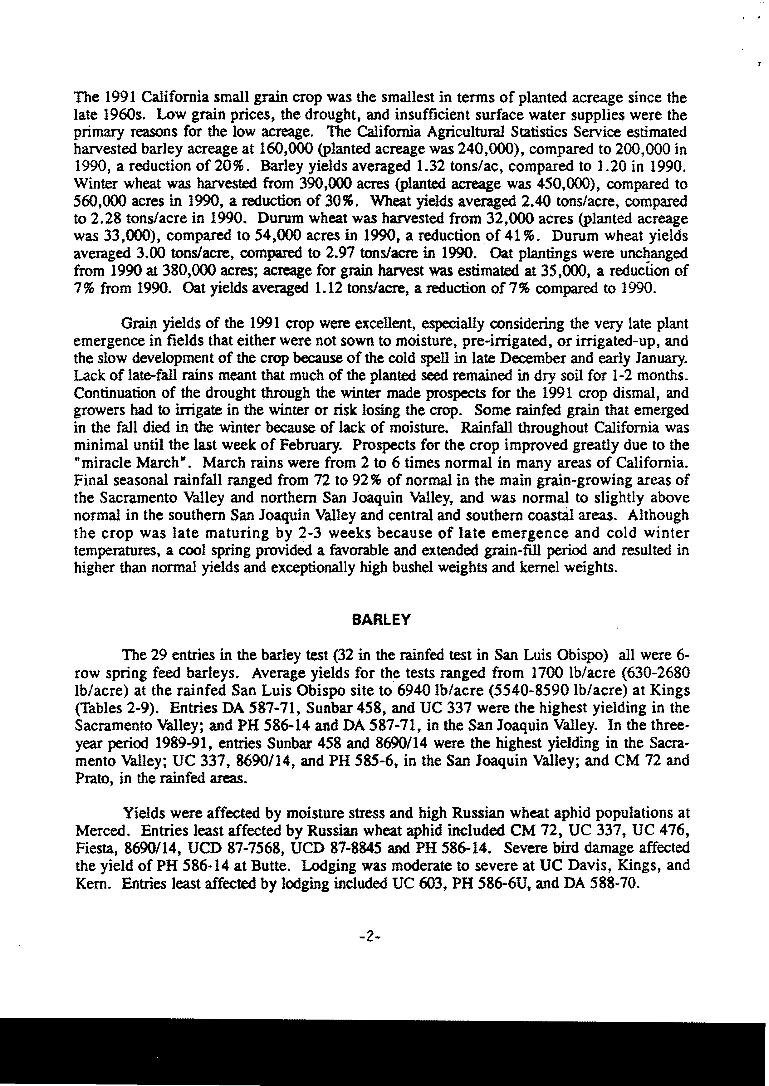 The 1991 California small grain crop was the smallest in terms of planted acreage since the
late 1960s. Low grain prices, the drought, and insufficient surface water supplies were the
primary reasons for the low acreage. The California Agricultural Statistics Service estimated
harvested barley acreage at 160,000 (planted acreage was 240,000), compared to 200,000 in
1990, a reduction of 20%. Barley yields averaged 1.32 tons/ac, compared to 1.20 in 1990.
Winter wheat was harvested from 390,000 acres (planted acreage was 450,000), compared to
560,000 acres in 1990, a reduction of 30%. Wheat yields averaged 2.40 tons/acre, compared
to 2.28 tons/acre in 1990. Durum wheat was harvested from 32,000 acres (planted acreage
was 33,000), compared to 54,000 acres in 1990, a reduction of 41%. Durum wheat yields
averaged 3.00 tons/acre, compared to 2.97 tons/acre in 1990. Oat plantings were unchanged
from 1990 at 380,000 acres; acreage for grain harvest was estimated at 35,000, a reduction of
7% from 1990. Oat yields averaged 1.12 tons/acre, a reduction of 7% compared to 1990.
Grain yields of the 1991 crop were excellent, especially considering the very late plant
emergence in fields that either were not sown to moisture, pre-irrigated, or irrigated-up, and
the slow development of the crop because of the cold spell in late December and early January.
Lack of late-fall rains meant that much of the planted seed remained in dry soil for 1-2 months.
Continuation of the drought through the winter made prospects for the 1991 crop dismal, and
growers had to irrigate in the winter or risk losing the crop. Some rainfed grain that emerged
in the fall died in the winter because of lack of moisture. Rainfall throughout California was
minimal until the last week of February. Prospects for the crop improved greatly due to the
"miracle March". March rains were from 2 to 6 times normal in many areas of California.
Final seasonal rainfall ranged from 72 to 92% of normal in the main grain-growing areas of
the Sacramento Valley and northern San Joaquin Valley, and was normal to slightly above
normal in the southern San Joaquin Valley and central and southern coastal areas. Although
the crop was late maturing by 2-3 weeks because of late emergence and cold winter
temperatures, a cool spring provided a favorable and extended grain-fill period and resulted in
higher than normal yields and exceptionally high bushel weights and kernel weights.
BARLEY
The 29 entries in the barley test (32 in the rainfed test in San Luis Obispo) all were 6-
row spring feed barleys. Average yields for the tests ranged from 1700 lb/acre (630-2680
lb/acre) at the rainfed San Luis Obispo site to 6940 lb/acre (5540-8590 lb/acre) at Kings
(Tables 2-9). Entries DA 587-71, Sunbar 458, and UC 337 were the highest yielding in the
Sacramento Valley; and PH 586-14 and DA 587-71, in the San Joaquin Valley. In the three-
year period 1989-91, entries Sunbar 458 and 8690/14 were the highest yielding in the Sacra-
mento Valley; UC 337, 8690/14, and PH 585-6, in the San Joaquin Valley; and CM 72 and
Prato, in the rainfed areas.
Yields were affected by moisture stress and high Russian wheat aphid populations at
Merced. Entries least affected by Russian wheat aphid included CM 72, UC 337, UC 476,
Fiesta, 8690/14, UCD 87-7568, UCD 87-8845 and PH 586-14. Severe bird damage affected
the yield of PH 586-14 at Butte. Lodging was moderate to severe at UC Davis, Kings, and
Kern. Entries least affected by lodging included UC 603, PH 586-6U, and DA 588-70.
-2-